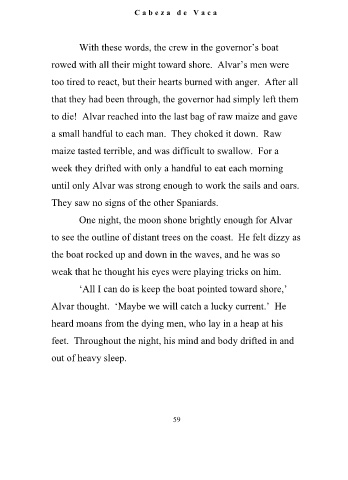 Cabeza de Vaca
With these words, the crew in the governor's boat
rowed with all their might toward shore. Alvar's men were
too tired to react, but their hearts burned with anger. After all
that they had been through, the governor had simply left them
to die! Alvar reached into the last bag of raw maize and gave
a small handful to each man. They choked it down. Raw
maize tasted terrible, and was difficult to swallow. For a
week they drifted with only a handful to eat each morning
until only Alvar was strong enough to work the sails and oars.
They saw no signs of the other Spaniards.
One night, the moon shone brightly enough for Alvar
to see the outline of distant trees on the coast. He felt dizzy as
the boat rocked up and down in the waves, and he was so
weak that he thought his eyes were playing tricks on him.
'All I can do is keep the boat pointed toward shore,'
Alvar thought. 'Maybe we will catch a lucky current.' He
heard moans from the dying men, who lay in a heap at his
feet. Throughout the night, his mind and body drifted in and
out of heavy sleep.
59